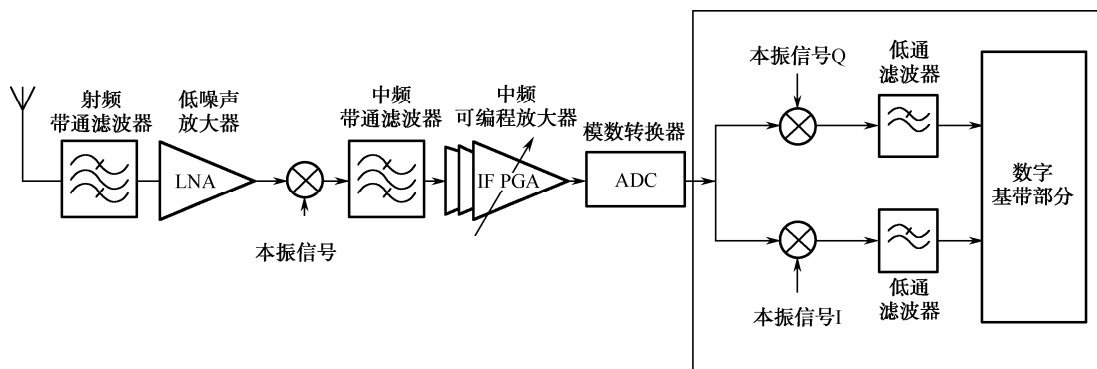 射频
带通滤波器
低噪声
放大器
LNA
本振信号
中频
带通滤波器
中频
可编程放大器
IF PGA
模数转换器
ADC
本振信号Q
低通
滤波器
本振信号I
低通
滤波器
数字
基带部分